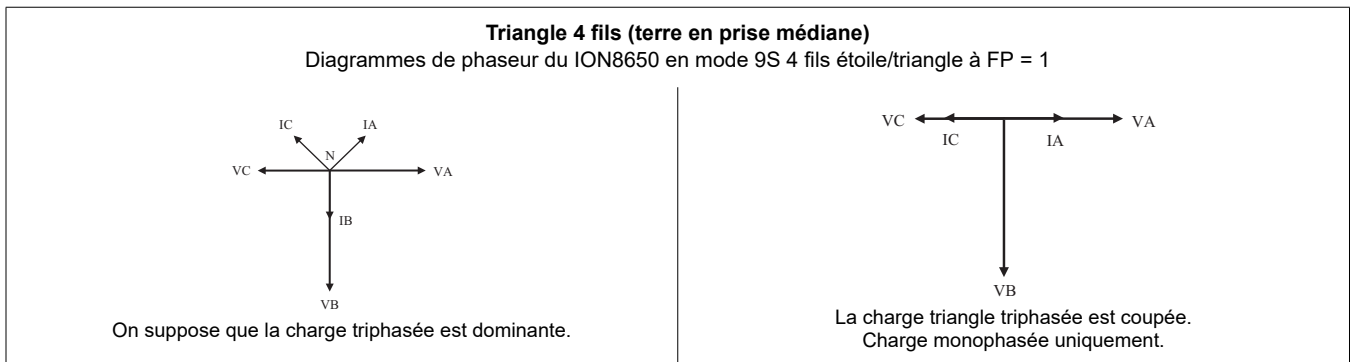 Triangle 4 fils (terre en prise médiane)
Diagrammes de phaseur du ION8650 en mode 9S 4 fils étoile/triangle à FP = 1
IC
IA
N
VC
VA
IB
VB
On suppose que la charge triphasée est dominante.
VC
IC
IA
VA
VB
La charge triangle triphasée est coupée.
Charge monophasée uniquement.